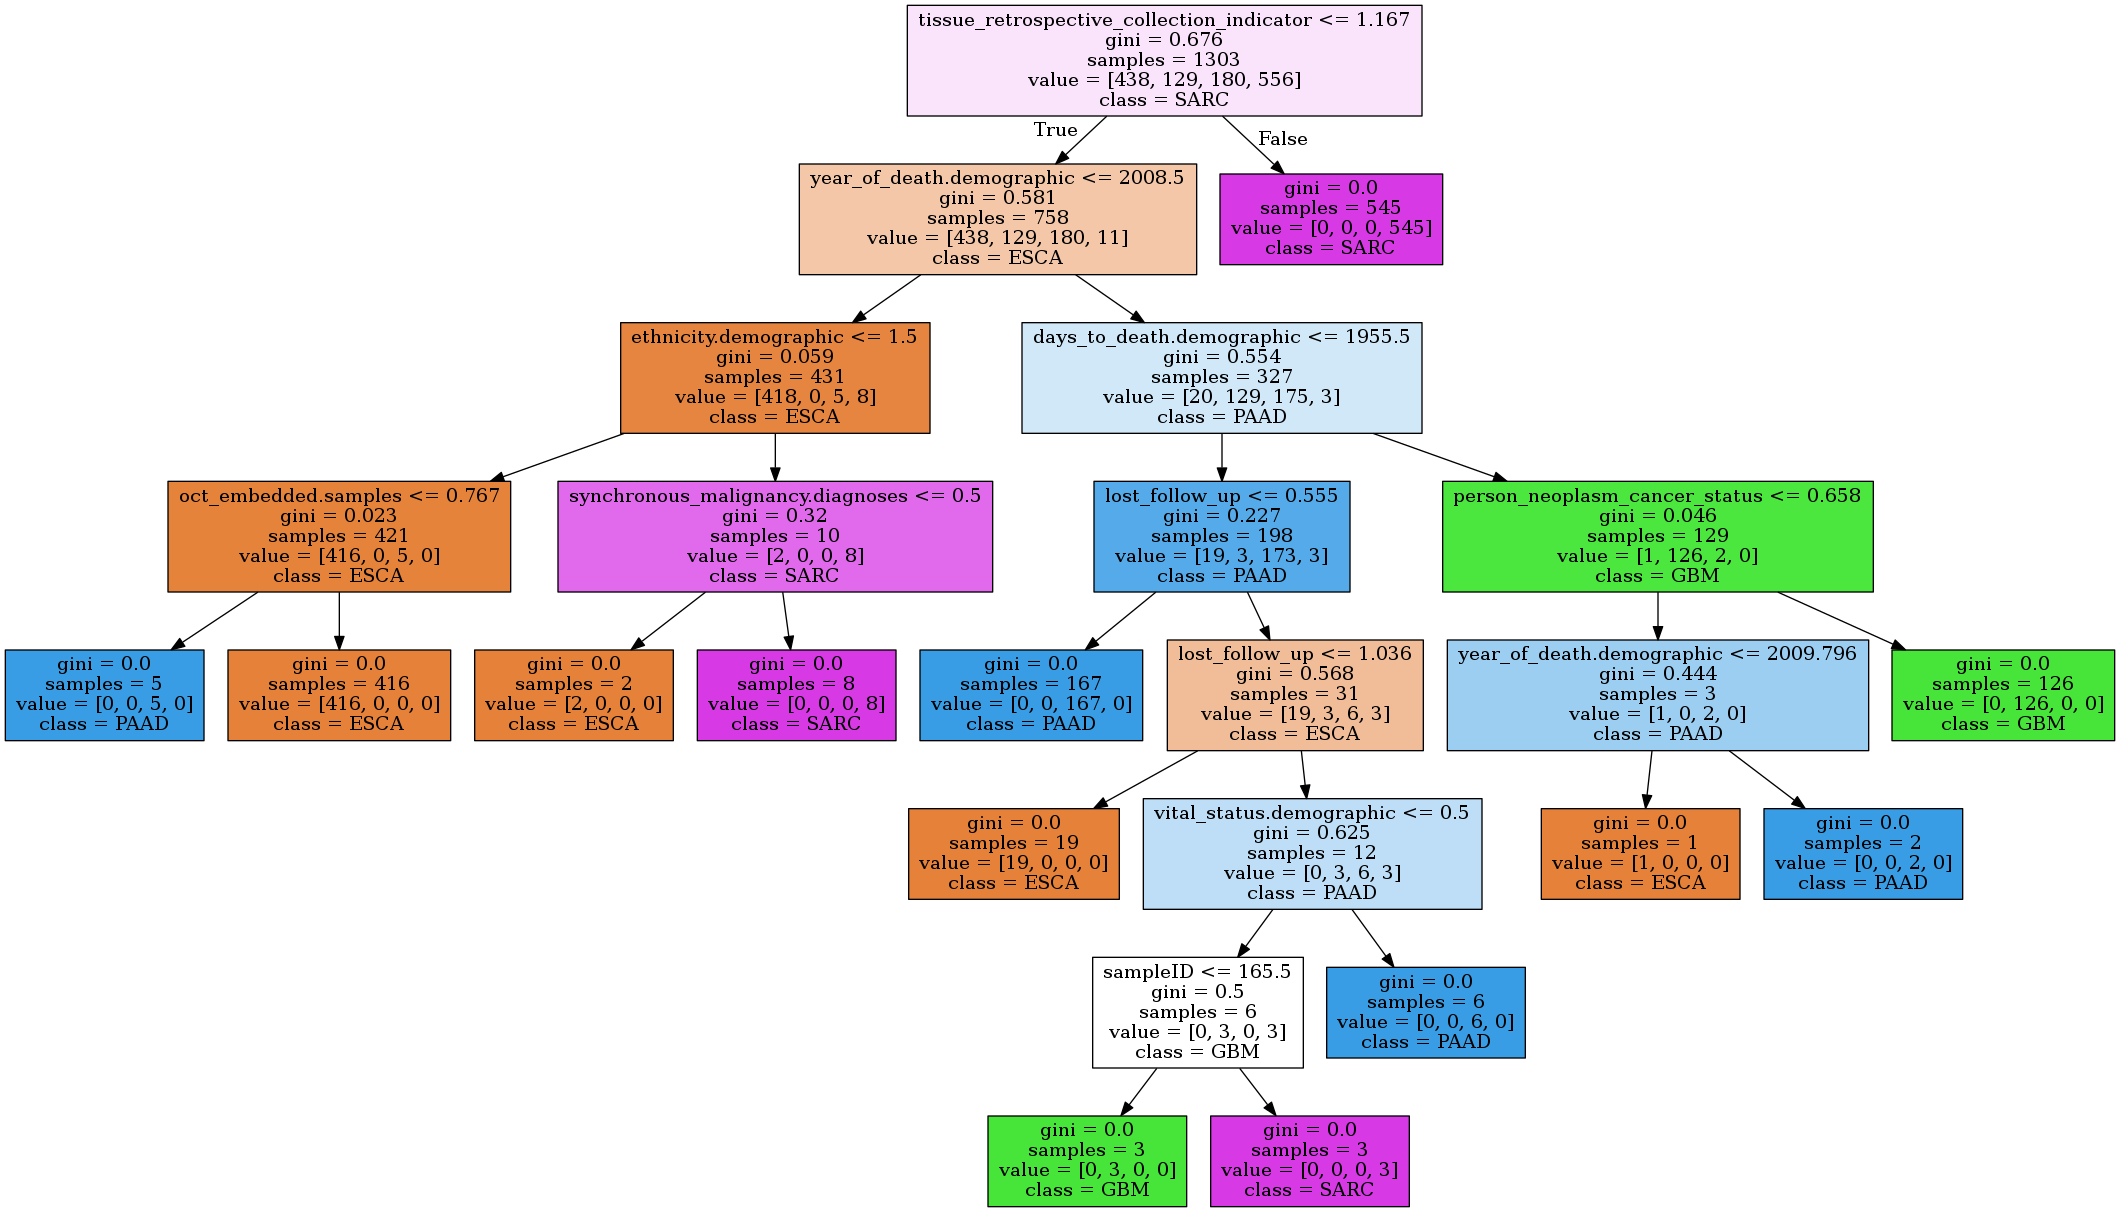 tissue_retrospective_collection_indicator <= 1.167
gini = 0.676
samples = 1303
value = [438, 129, 180, 556]
class = SARC
True
False
year_of_death.demographic <= 2008.5
gini = 0.581
samples = 758
value = [438, 129, 180, 11]
class = ESCA
gini = 0.0
samples = 545
value = [0, 0, 0, 545]
class = SARC
ethnicity.demographic <= 1.5
gini = 0.059
samples = 431
value = [418, 0, 5, 8]
class = ESCA
days_to_death.demographic <= 1955.5
gini = 0.554
samples = 327
value = [20, 129, 175, 3]
class = PAAD
oct_embedded.samples <= 0.767
gini = 0.023
samples = 421
value = [416, 0, 5, 0]
class = ESCA
synchronous_malignancy.diagnoses <= 0.5
gini = 0.32
samples = 10
value = [2, 0, 0, 8]
class = SARC
lost_follow_up <= 0.555
gini = 0.227
samples = 198
value = [19, 3, 173, 3]
class = PAAD
person_neoplasm_cancer_status <= 0.658
gini = 0.046
samples = 129
value = [1, 126, 2, 0]
class = GBM
gini = 0.0
samples = 5
value = [0, 0, 5, 0]
class = PAAD
gini = 0.0
samples = 416
value = [416, 0, 0, 0]
class = ESCA
gini = 0.0
samples = 2
value = [2, 0, 0, 0]
class = ESCA
gini = 0.0
samples = 8
value = [0, 0, 0, 8]
class = SARC
gini = 0.0
samples = 167
value = [0, 0, 167, 0]
class = PAAD
lost_follow_up <= 1.036
gini = 0.568
samples = 31
value = [19, 3, 6, 3]
class = ESCA
year_of_death.demographic <= 2009.796
gini = 0.444
samples = 3
value = [1, 0, 2, 0]
class = PAAD
gini = 0.0
samples = 126
value = [0, 126, 0, 0]
class = GBM
gini = 0.0
samples = 19
value = [19, 0, 0, 0]
class = ESCA
vital_status.demographic <= 0.5
gini = 0.625
samples = 12
value = [0, 3, 6, 3]
class = PAAD
gini = 0.0
samples = 1
value = [1, 0, 0, 0]
class = ESCA
gini = 0.0
samples = 2
value = [0, 0, 2, 0]
class = PAAD
sampleID <= 165.5
gini = 0.5
samples = 6
value = [0, 3, 0, 3]
class = GBM
gini = 0.0
samples = 6
value = [0, 0, 6, 0]
class = PAAD
gini = 0.0
samples = 3
value = [0, 3, 0, 0]
class = GBM
gini = 0.0
samples = 3
value = [0, 0, 0, 3]
class = SARC